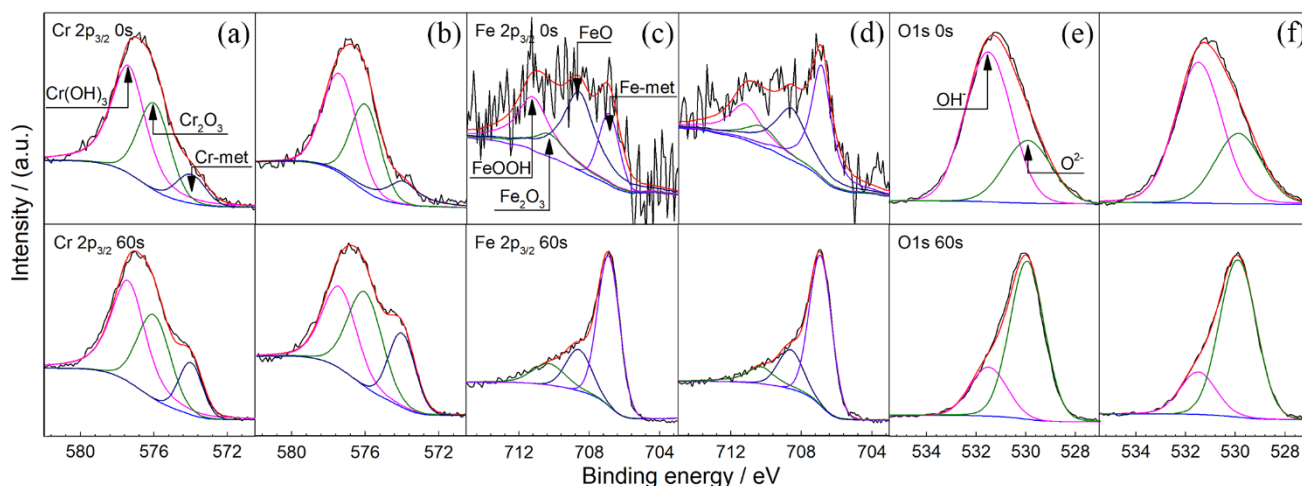 Intensity / (a.u.)
Cr 2p₃/₂ 0s
(a)
Cr(OH)₃
Cr₂O₃
Cr-met
(b)
Fe 2p₃/₂ 0s
FeO
(c)
Fe-met
FeOOH
Fe₂O₃
(d)
O1s 0s
(e)
OH⁻
O²⁻
(f)
Cr 2p₃/₂ 60s
Fe 2p₃/₂ 60s
O1s 60s
580 576 572 580 576 572 712 708 704 712 708 704 534 532 530 528 534 532 530 528
Binding energy / eV